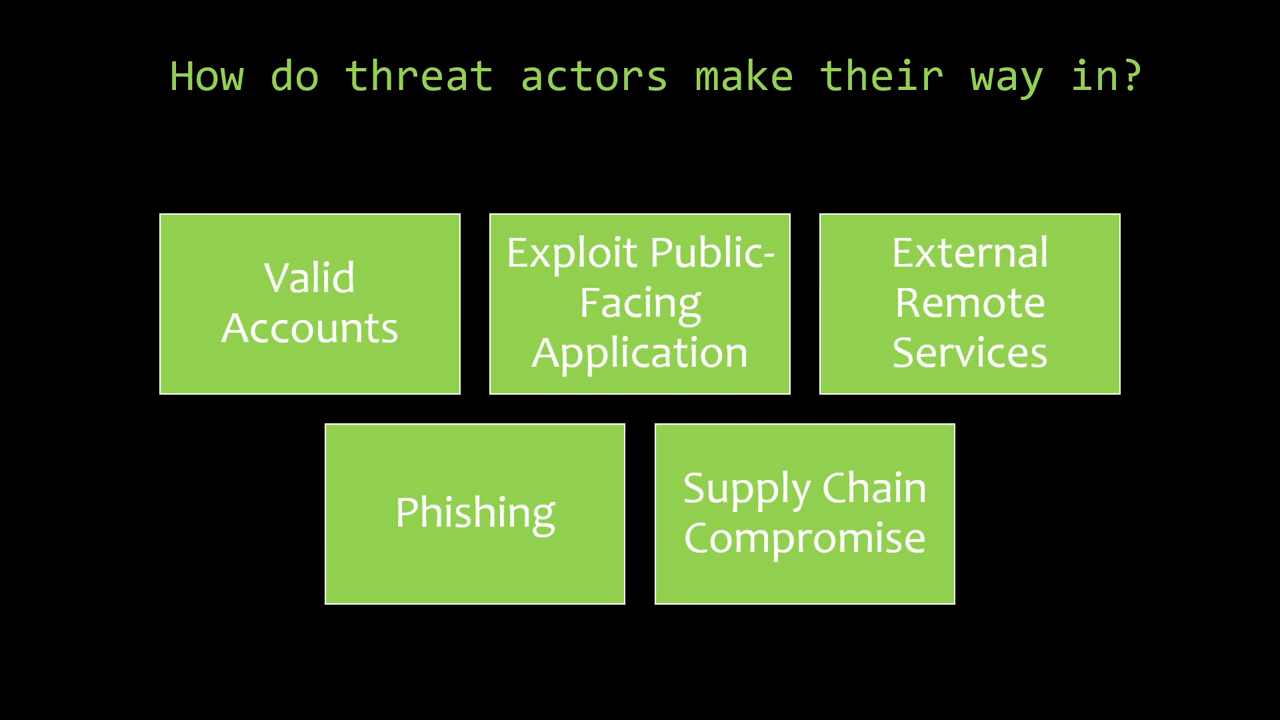 How do threat actors make their way in?
Valid
Accounts
Exploit Public-
Facing
Application
External
Remote
Services
Phishing
Supply Chain
Compromise